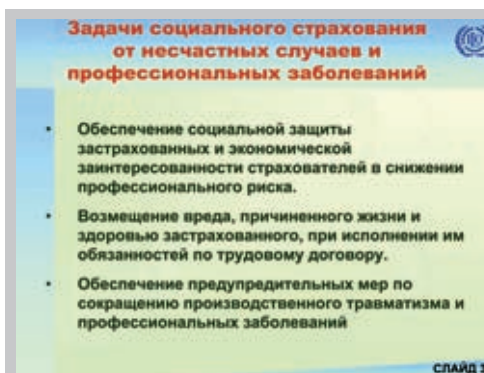 Задачи социального страхования
от несчастных случаев и
профессиональных заболеваний
• Обеспечение социальной защиты
застрахованных и экономической
заинтересованности страхователей в снижении
профессионального риска.
• Возмещение вреда, причиненного жизни и
здоровью застрахованного, при исполнении им
обязанностей по трудовому договору.
• Обеспечение предупредительных мер по
сокращению производственного травматизма и
профессиональных заболеваний
СЛАЙД